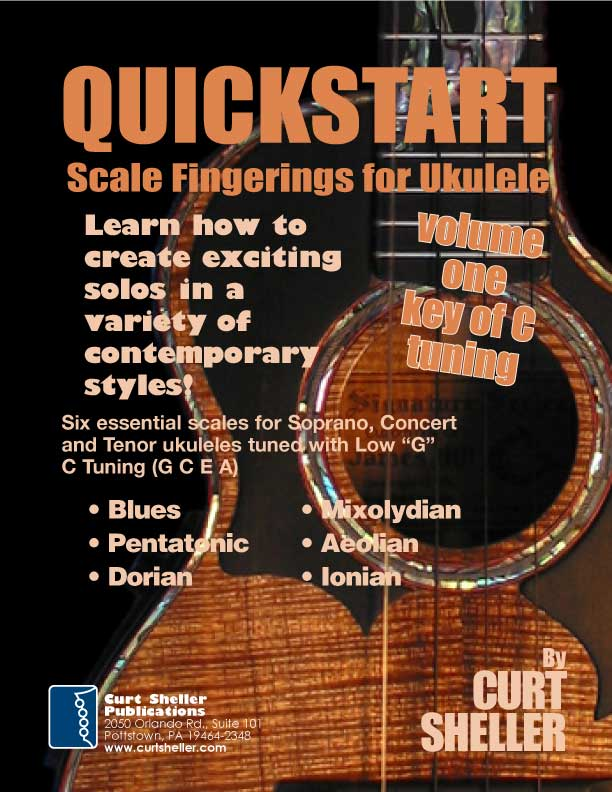 QUICKSTART
Scale Fingerings for Ukulele
Learn how to
create exciting
solos in a
variety of
contemporary
styles!
volume
one
key of C
tuning
Six essential scales for Soprano, Concert
and Tenor ukuleles tuned with Low “G”
C Tuning (G C E A)
• Blues
• Pentatonic
• Dorian
• Mixolydian
• Aeolian
• Ionian
Signature Series
By
CURT
SHELLER
Curt Sheller
Publications
2050 Orlando Rd., Suite 101
Pottstown, PA 19464-2348
www.curtsheller.com